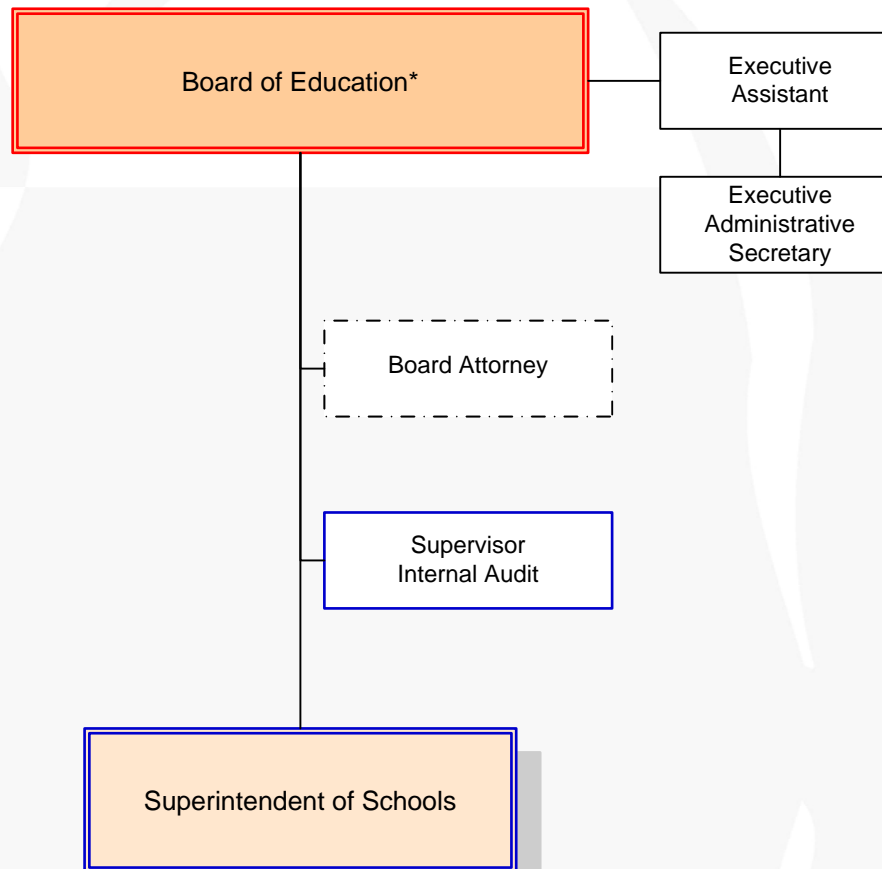 Board of Education*
Executive
Assistant
Executive
Administrative
Secretary
Board Attorney
Supervisor
Internal Audit
Superintendent of Schools